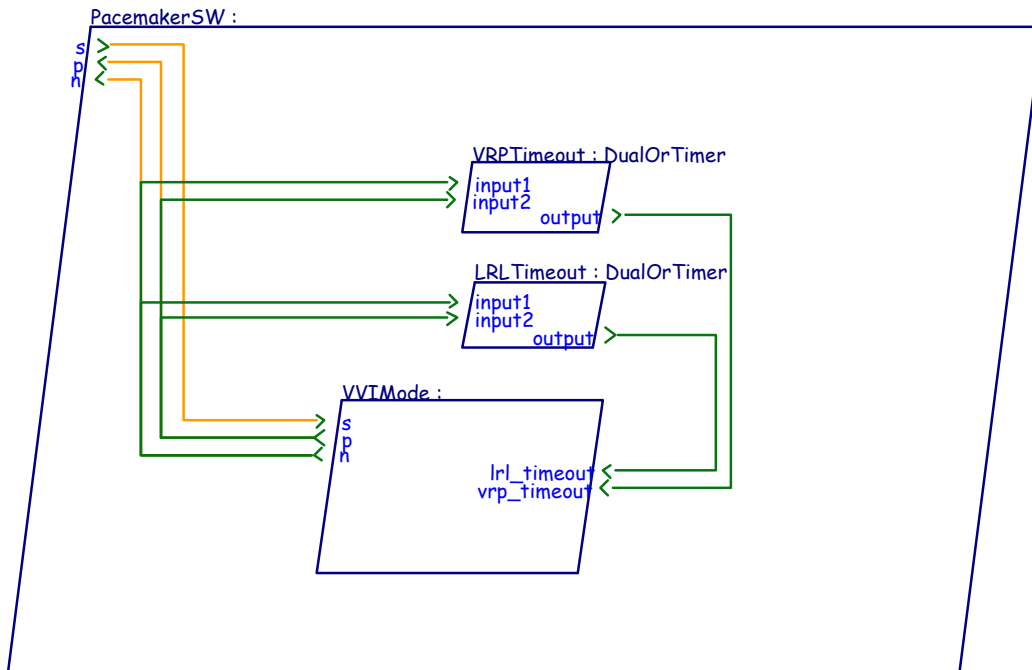 PacemakerSW :
s
p
n
VRPTimeout : DualOrTimer
input1
input2
output
LRLTimeout : DualOrTimer
input1
input2
output
VVIMode :
s
p
n
lrl_timeout
vrp_timeout